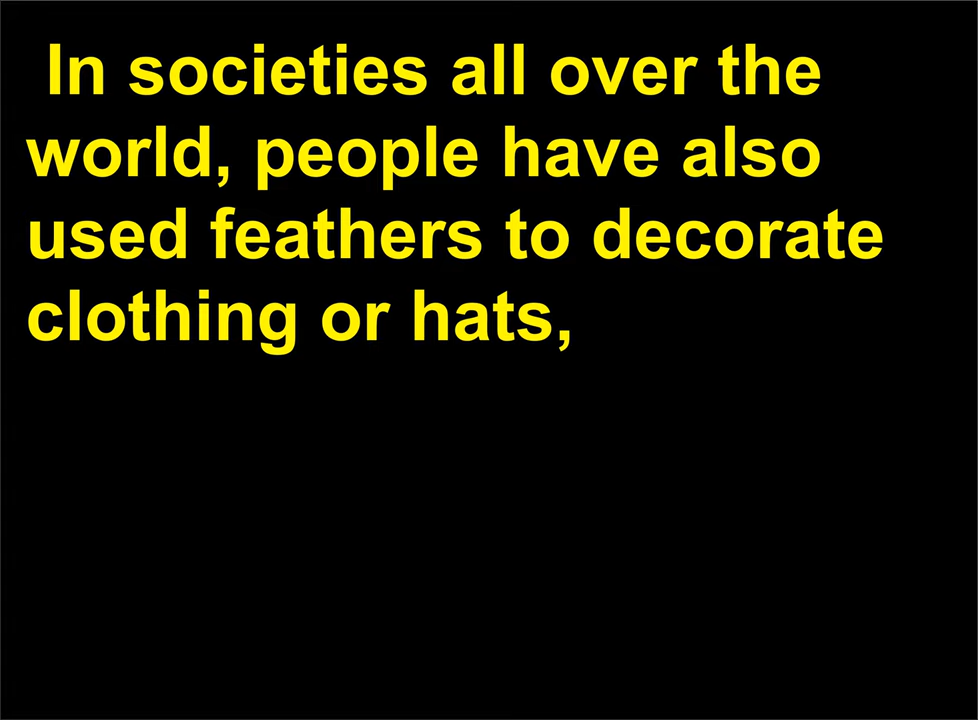 In societies all over the
world, people have also
used feathers to decorate
clothing or hats,